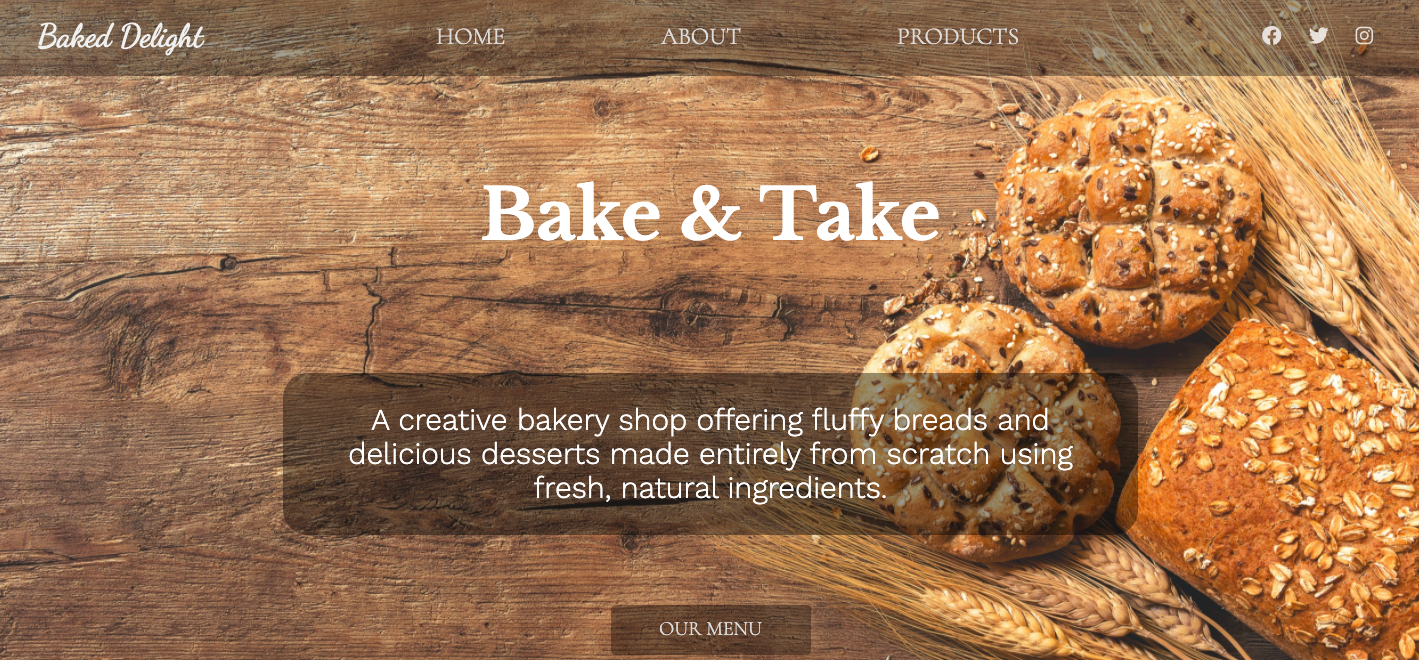 Baked Delight
HOME
ABOUT
PRODUCTS
Bake & Take
A creative bakery shop offering fluffy breads and
delicious desserts made entirely from scratch using
fresh, natural ingredients.
OUR MENU